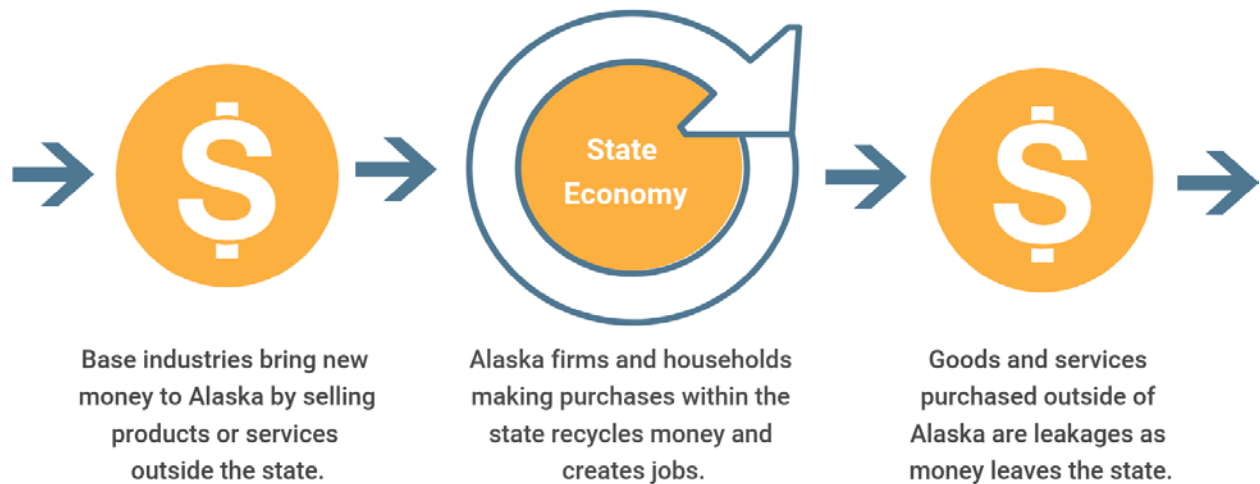 $
State
Economy
$
Base industries bring new
money to Alaska by selling
products or services
outside the state.
Alaska firms and households
making purchases within the
state recycles money and
creates jobs.
Goods and services
purchased outside of
Alaska are leakages as
money leaves the state.